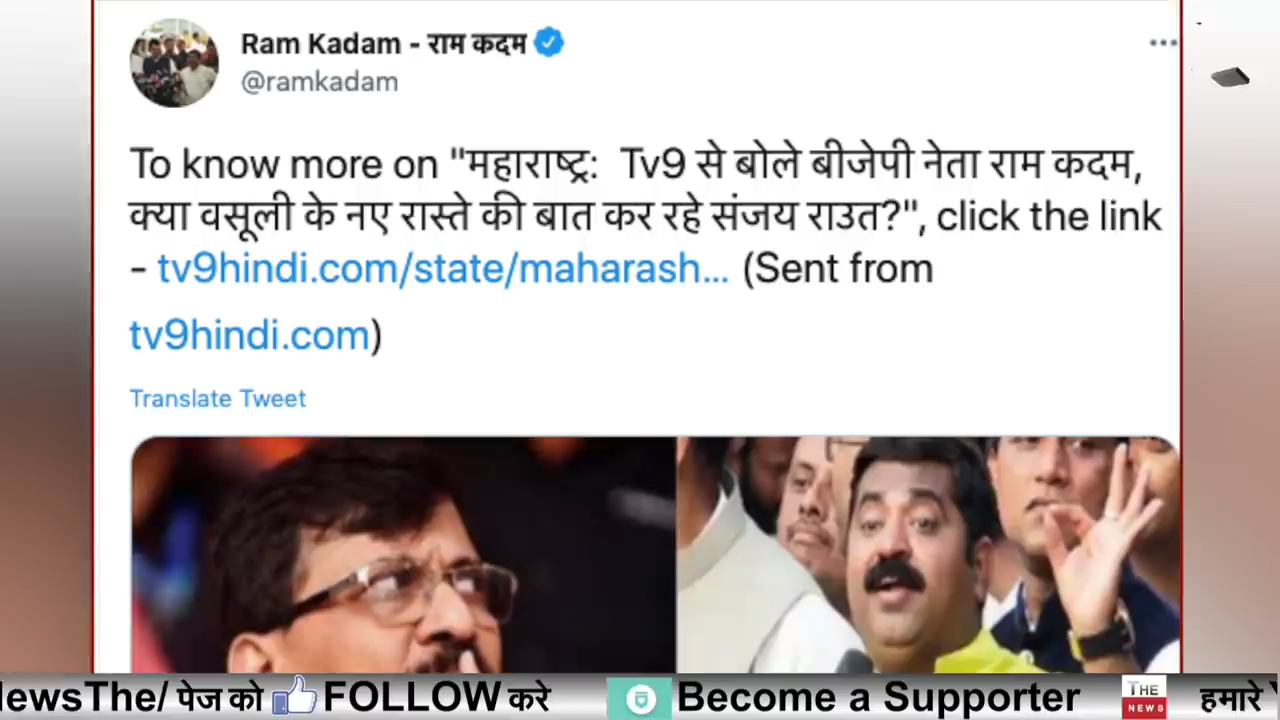 Ram Kadam - राम कदम
@ramkadam
To know more on "महाराष्ट्र: Tv9 से बोले बीजेपी नेता राम कदम,
क्या वसूली के नए रास्ते की बात कर रहे संजय राउत?", click the link
- tv9hindi.com/state/maharash... (Sent from
tv9hindi.com)
Translate Tweet
NewsThe/ पेज को FOLLOW करे Become a Supporter THE NEWS हमारे